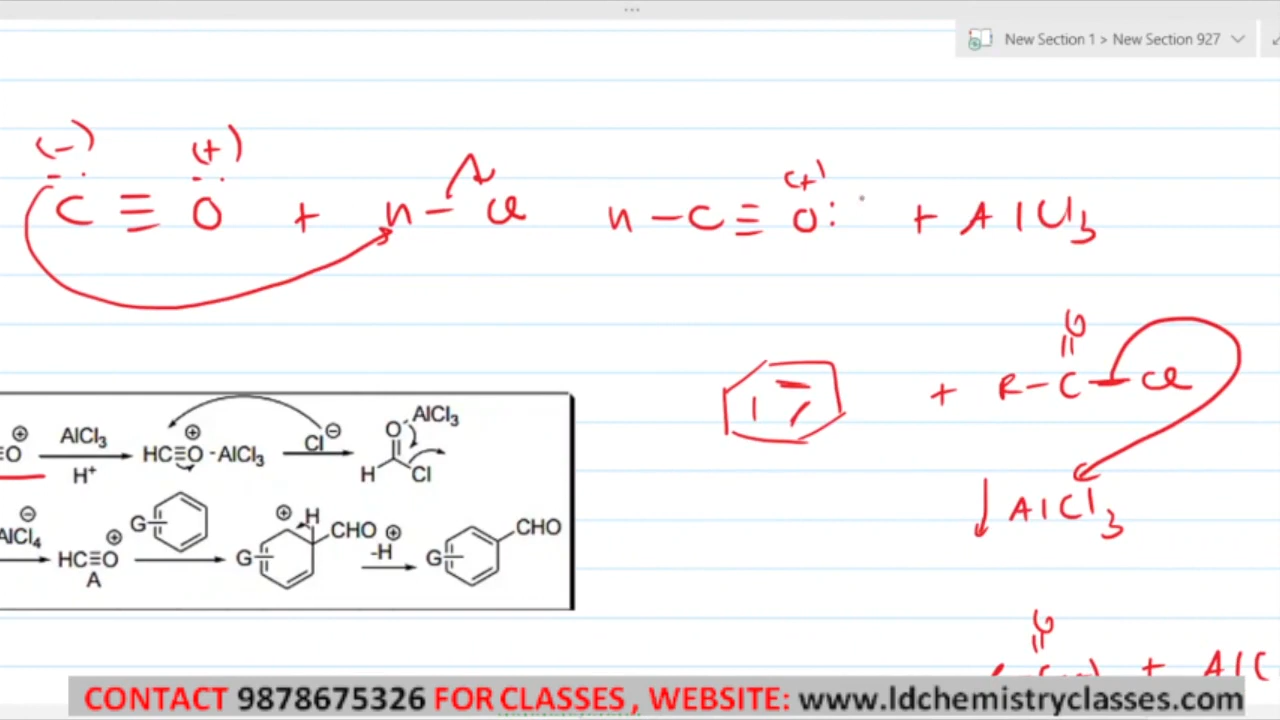 New Section 1 > New Section 927
(-) (+)
C ≡ O + H - Cl H - C ≡ O: + AlCl3
(+)
O
R - C - Cl
+
AlCl3
⊕ AlCl3 ⊕ Cl⊖ O AlCl3
≡O H+ HC≡O -AlCl3 H Cl
⊖ ⊕ G ⊕ H CHO ⊕ CHO
AlCl4 HC≡O G -H G
A
O
+ AlCl
CONTACT 9878675326 FOR CLASSES , WEBSITE: www.ldchemistryclasses.com